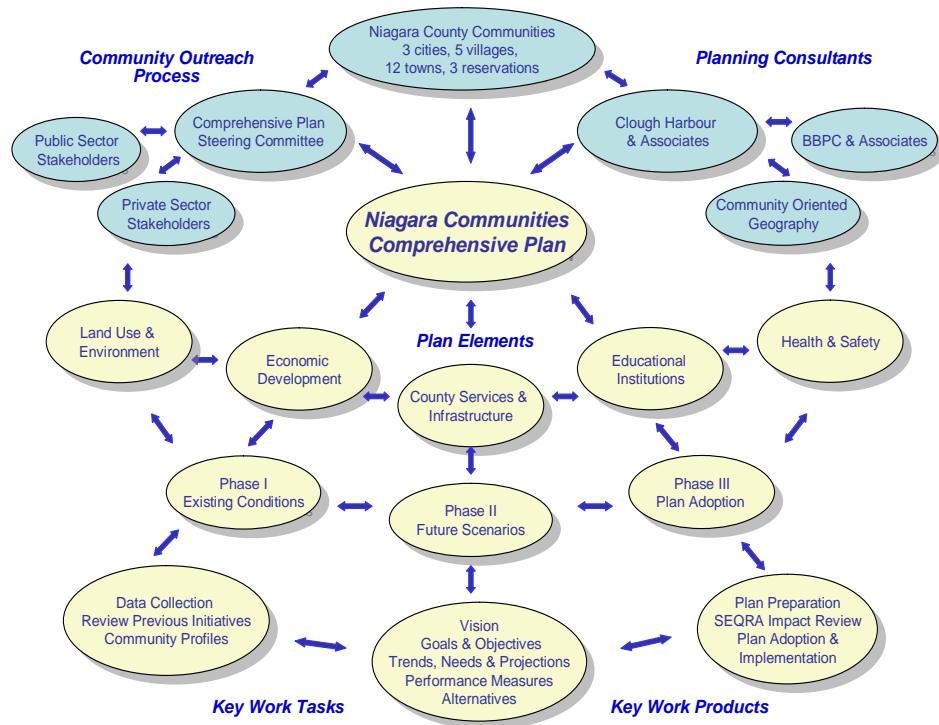 Niagara County Communities
3 cities, 5 villages,
12 towns, 3 reservations
Community Outreach
Process
Planning Consultants
Comprehensive Plan
Steering Committee
Clough Harbour
& Associates
Public Sector
Stakeholders
BBPC & Associates
Private Sector
Stakeholders
Community Oriented
Geography
Niagara Communities
Comprehensive Plan
Land Use &
Environment
Plan Elements
Health & Safety
Economic
Development
Educational
Institutions
County Services &
Infrastructure
Phase I
Existing Conditions
Phase II
Future Scenarios
Phase III
Plan Adoption
Data Collection
Review Previous Initiatives
Community Profiles
Vision
Goals & Objectives
Trends, Needs & Projections
Performance Measures
Alternatives
Plan Preparation
SEQRA Impact Review
Plan Adoption &
Implementation
Key Work Tasks
Key Work Products